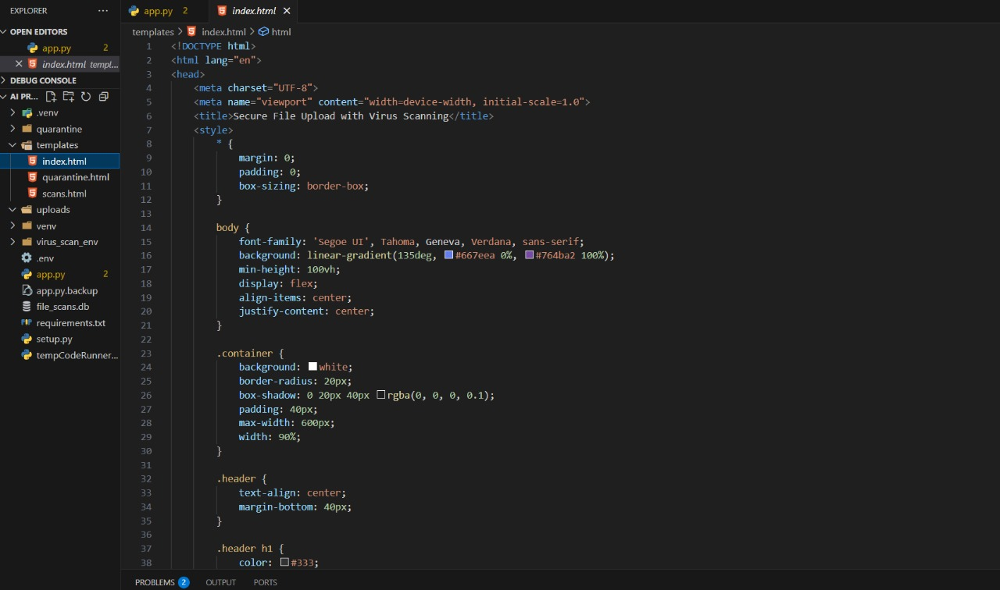 EXPLORER ...
OPEN EDITORS
app.py 2
index.html templ...
DEBUG CONSOLE
AI PR...
.venv
quarantine
templates
index.html
quarantine.html
scans.html
uploads
venv
virus_scan_env
.env
app.py 2
app.py.backup
file_scans.db
requirements.txt
setup.py
tempCodeRunner...
app.py 2 index.html
templates > index.html > html
1 <!DOCTYPE html>
2 <html lang="en">
3 <head>
4 <meta charset="UTF-8">
5 <meta name="viewport" content="width=device-width, initial-scale=1.0">
6 <title>Secure File Upload with Virus Scanning</title>
7 <style>
8 * {
9 margin: 0;
10 padding: 0;
11 box-sizing: border-box;
12 }
13
14 body {
15 font-family: 'Segoe UI', Tahoma, Geneva, Verdana, sans-serif;
16 background: linear-gradient(135deg, #667eea 0%, #764ba2 100%);
17 min-height: 100vh;
18 display: flex;
19 align-items: center;
20 justify-content: center;
21 }
22
23 .container {
24 background: white;
25 border-radius: 20px;
26 box-shadow: 0 20px 40px rgba(0, 0, 0, 0.1);
27 padding: 40px;
28 max-width: 600px;
29 width: 90%;
30 }
31
32 .header {
33 text-align: center;
34 margin-bottom: 40px;
35 }
36
37 .header h1 {
38 color: #333;
PROBLEMS 2 OUTPUT PORTS